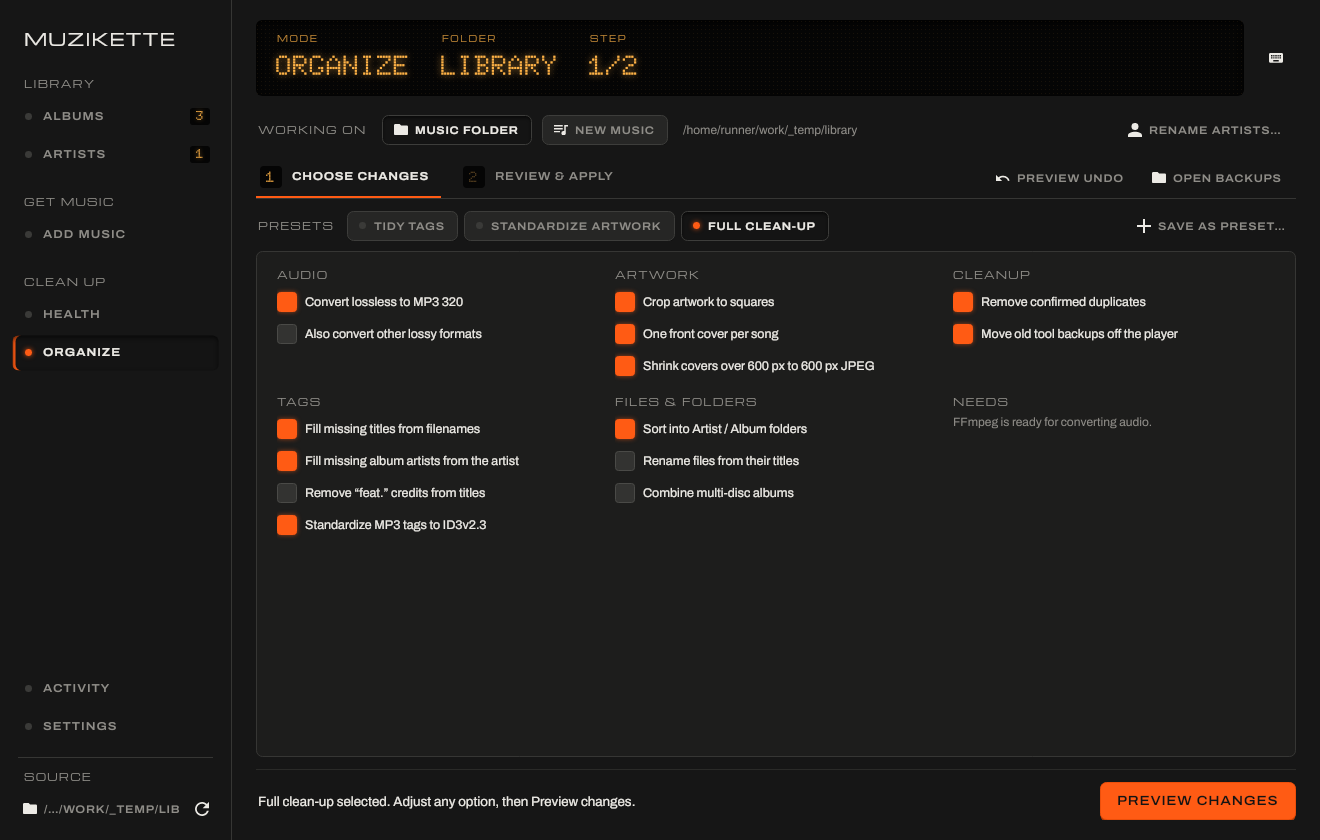 MUZIKETTE
LIBRARY
ALBUMS 3
ARTISTS 1
GET MUSIC
ADD MUSIC
CLEAN UP
HEALTH
ORGANIZE
ACTIVITY
SETTINGS
SOURCE
/.../WORK/_TEMP/LIB
MODE FOLDER STEP
ORGANIZE LIBRARY 1/2
WORKING ON MUSIC FOLDER NEW MUSIC /home/runner/work/_temp/library RENAME ARTISTS...
1 CHOOSE CHANGES 2 REVIEW & APPLY PREVIEW UNDO OPEN BACKUPS
PRESETS TIDY TAGS STANDARDIZE ARTWORK FULL CLEAN-UP SAVE AS PRESET...
AUDIO
Convert lossless to MP3 320
Also convert other lossy formats
ARTWORK
Crop artwork to squares
One front cover per song
Shrink covers over 600 px to 600 px JPEG
CLEANUP
Remove confirmed duplicates
Move old tool backups off the player
TAGS
Fill missing titles from filenames
Fill missing album artists from the artist
Remove “feat.” credits from titles
Standardize MP3 tags to ID3v2.3
FILES & FOLDERS
Sort into Artist / Album folders
Rename files from their titles
Combine multi-disc albums
NEEDS
FFmpeg is ready for converting audio.
Full clean-up selected. Adjust any option, then Preview changes.
PREVIEW CHANGES